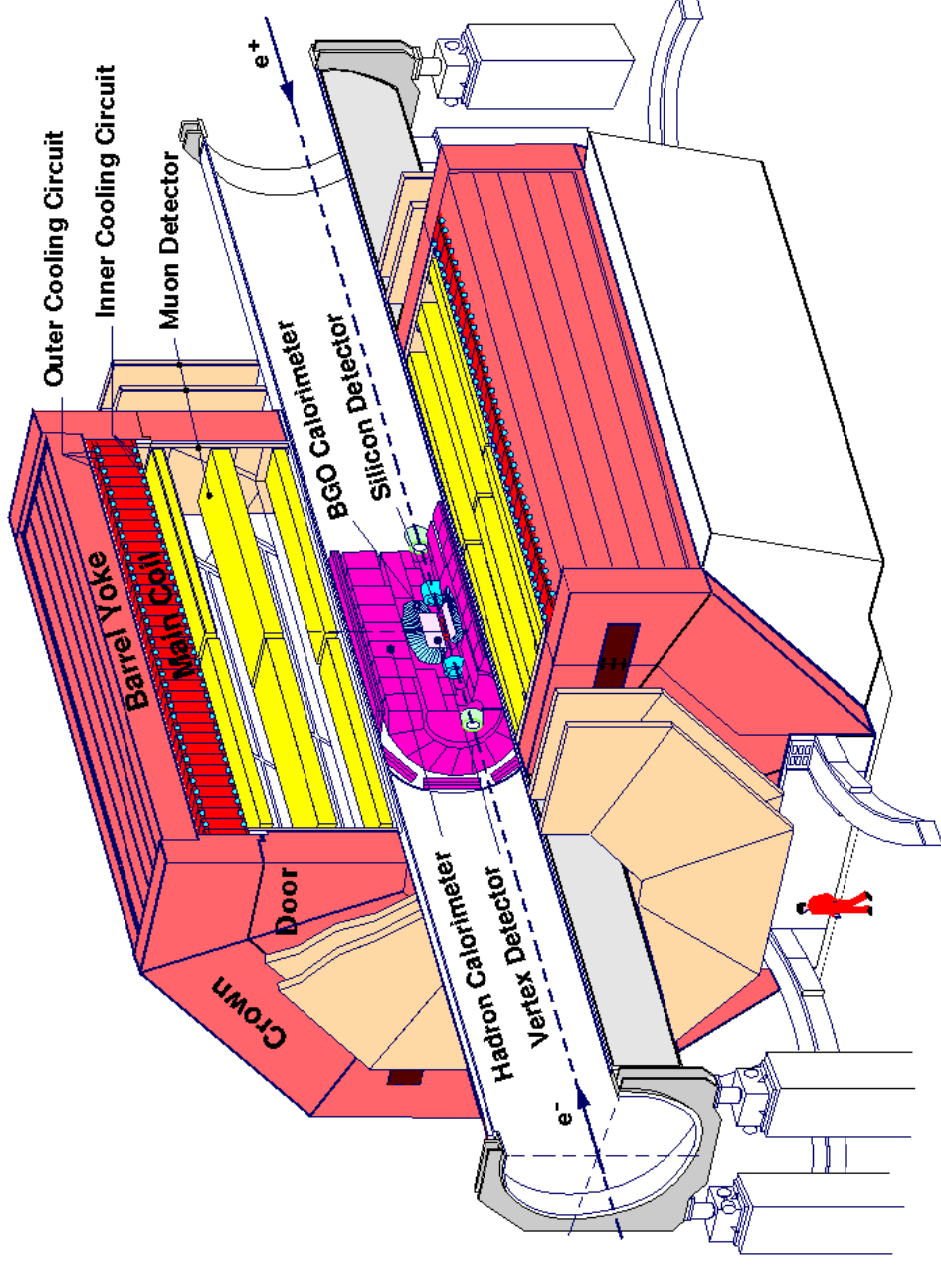 e+
Outer Cooling Circuit
Inner Cooling Circuit
Muon Detector
Barrel Yoke
Main Coil
BGO Calorimeter
Silicon Detector
Door
Crown
Hadron Calorimeter
Vertex Detector
e-